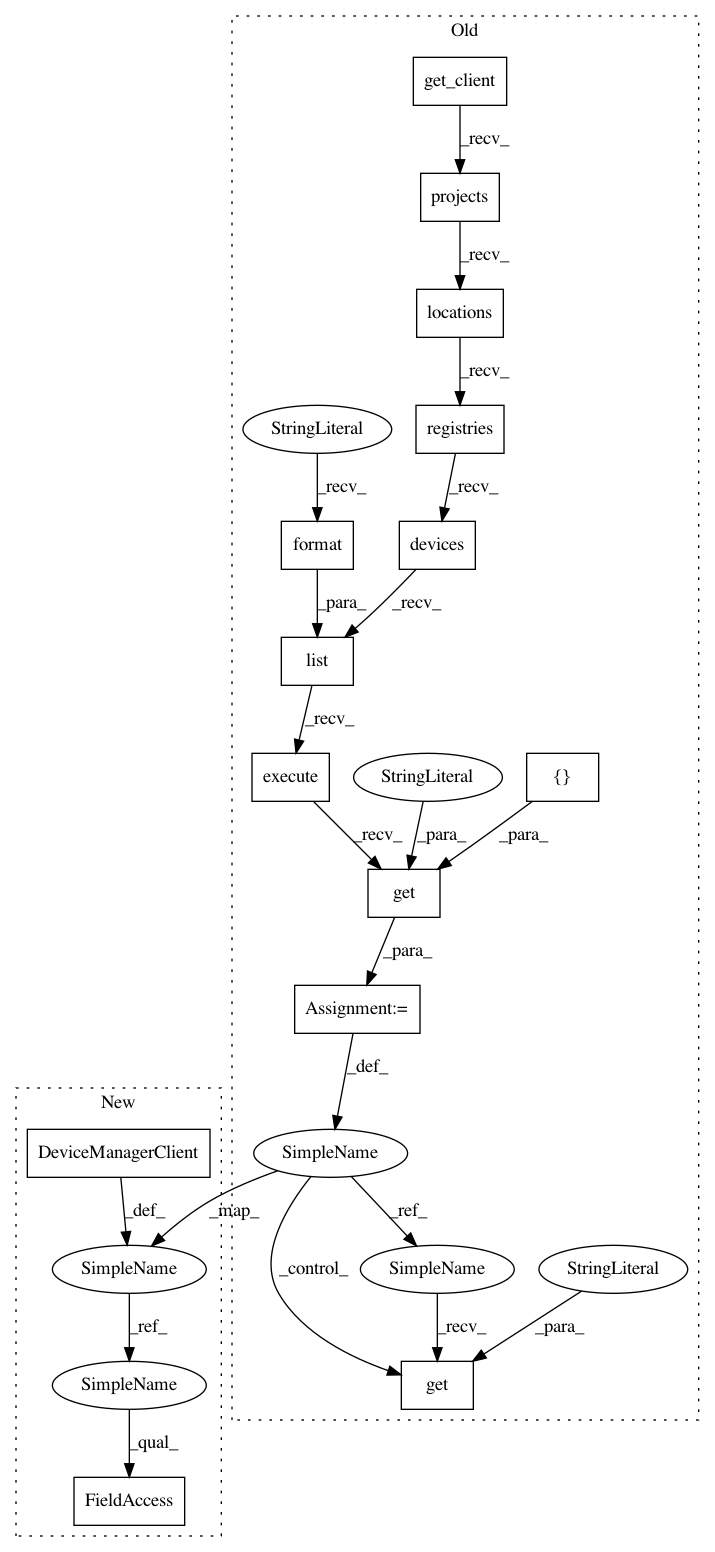 Old
get_client
_recv_
projects
_recv_
locations
_recv_
StringLiteral
registries
_recv_
_recv_
format
devices
_para_
_recv_
list
_recv_
execute
StringLiteral
{}
_recv_
_para_
_para_
get
_para_
Assignment:=
_def_
New
DeviceManagerClient
SimpleName
_def_
_map_
_ref_
SimpleName
_control_
SimpleName
StringLiteral
_ref_
_recv_
_para_
SimpleName
get
_qual_
FieldAccess